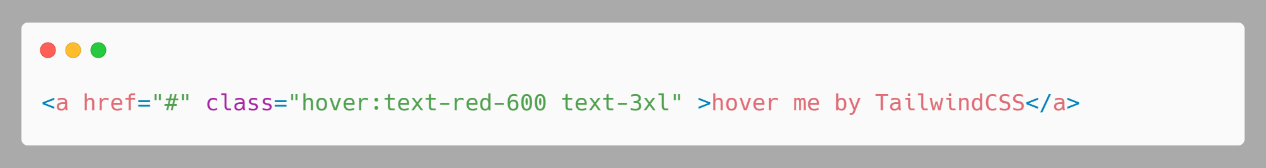 <a href="#" class="hover:text-red-600 text-3xl" >hover me by TailwindCSS</a>